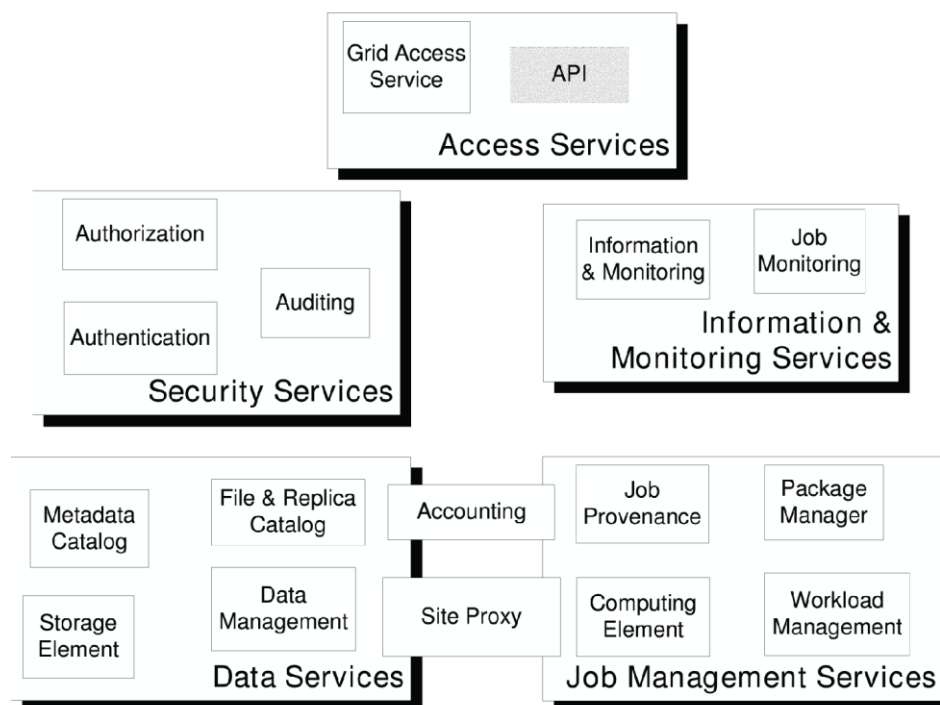 Grid Access
Service
API
Access Services
Authorization
Authentication
Auditing
Security Services
Information
& Monitoring
Job
Monitoring
Information &
Monitoring Services
Metadata
Catalog
File & Replica
Catalog
Storage
Element
Data
Management
Data Services
Accounting
Site Proxy
Job
Provenance
Package
Manager
Computing
Element
Workload
Management
Job Management Services